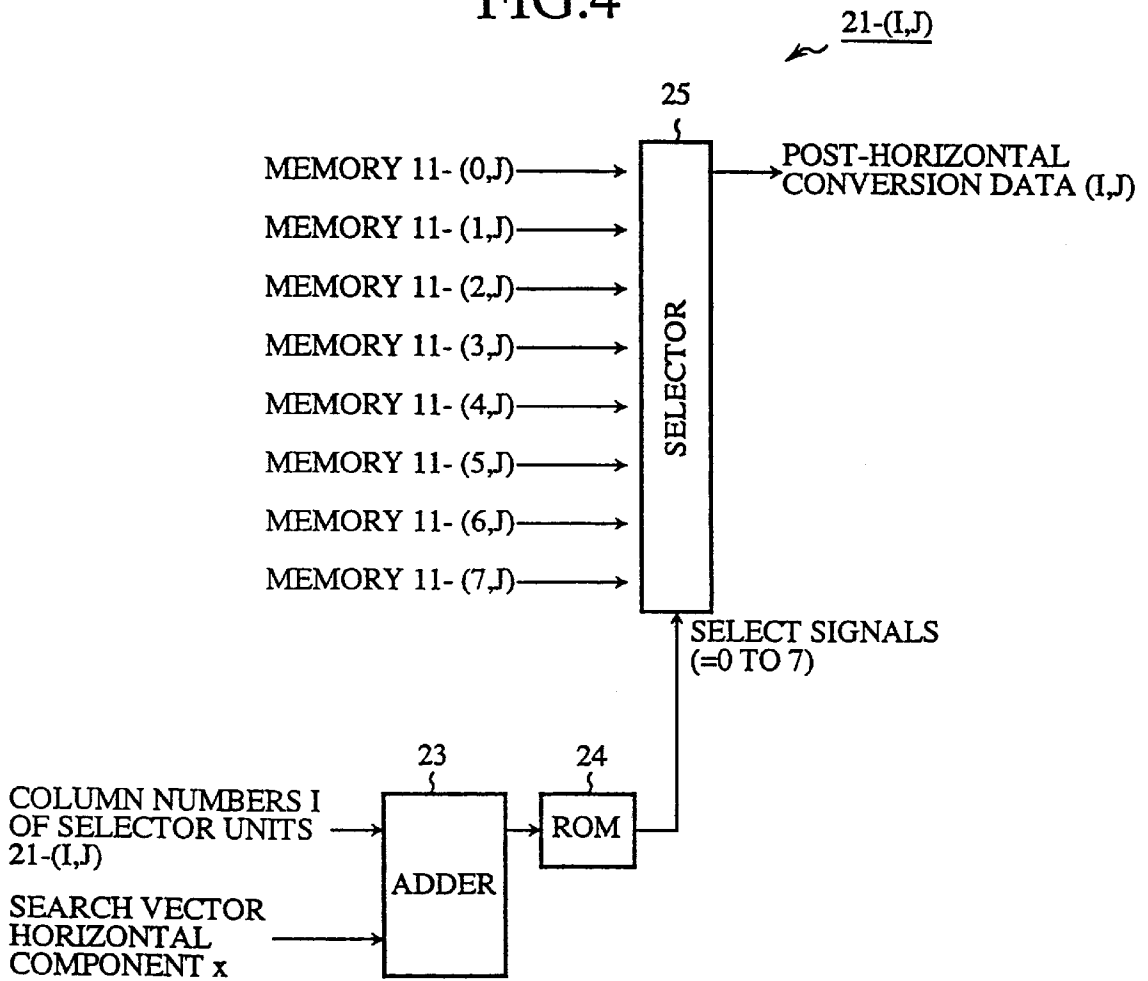 FIG.4
21-(I,J)
25
MEMORY 11- (0,J)
POST-HORIZONTAL
CONVERSION DATA (I,J)
MEMORY 11- (1,J)
MEMORY 11- (2,J)
MEMORY 11- (3,J)
MEMORY 11- (4,J)
MEMORY 11- (5,J)
MEMORY 11- (6,J)
MEMORY 11- (7,J)
SELECTOR
SELECT SIGNALS
(=0 TO 7)
23
24
COLUMN NUMBERS I
OF SELECTOR UNITS
21-(I,J)
ROM
ADDER
SEARCH VECTOR
HORIZONTAL
COMPONENT x